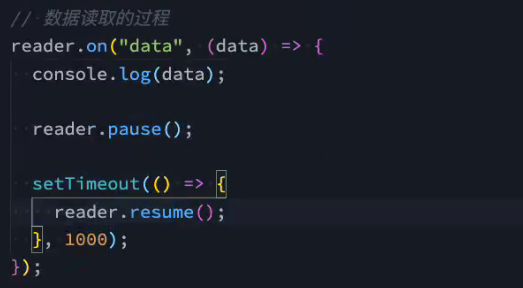 // 数据读取的过程
reader.on("data", (data) => {
  console.log(data);

  reader.pause();

  setTimeout(() => {
    reader.resume();
  }, 1000);
});